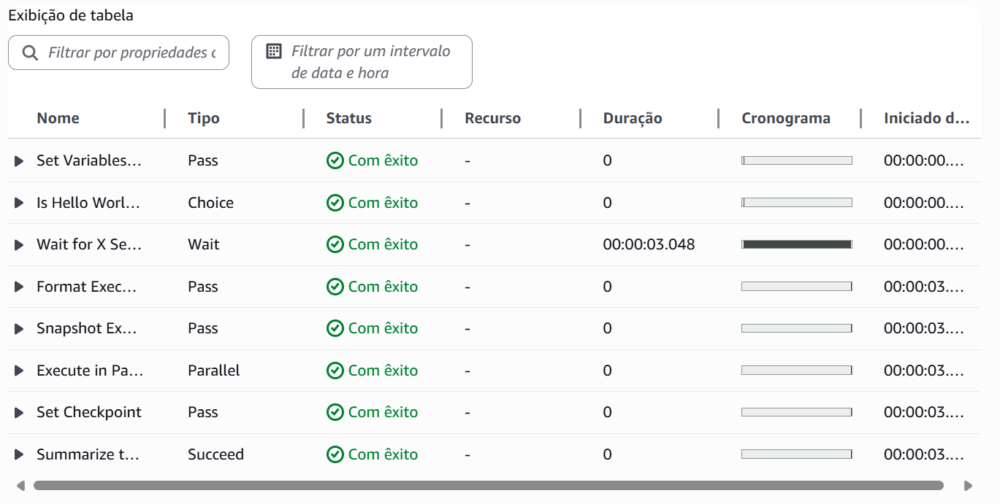 Exibição de tabela
Filtrar por propriedades c
Filtrar por um intervalo
de data e hora
Nome Tipo Status Recurso Duração Cronograma Iniciado d...
Set Variables... Pass Com êxito - 0 00:00:00....
Is Hello Worl... Choice Com êxito - 0 00:00:00....
Wait for X Se... Wait Com êxito - 00:00:03.048 00:00:00....
Format Exec... Pass Com êxito - 0 00:00:03....
Snapshot Ex... Pass Com êxito - 0 00:00:03....
Execute in Pa... Parallel Com êxito - 0 00:00:03....
Set Checkpoint Pass Com êxito - 0 00:00:03....
Summarize t... Succeed Com êxito - 0 00:00:03....